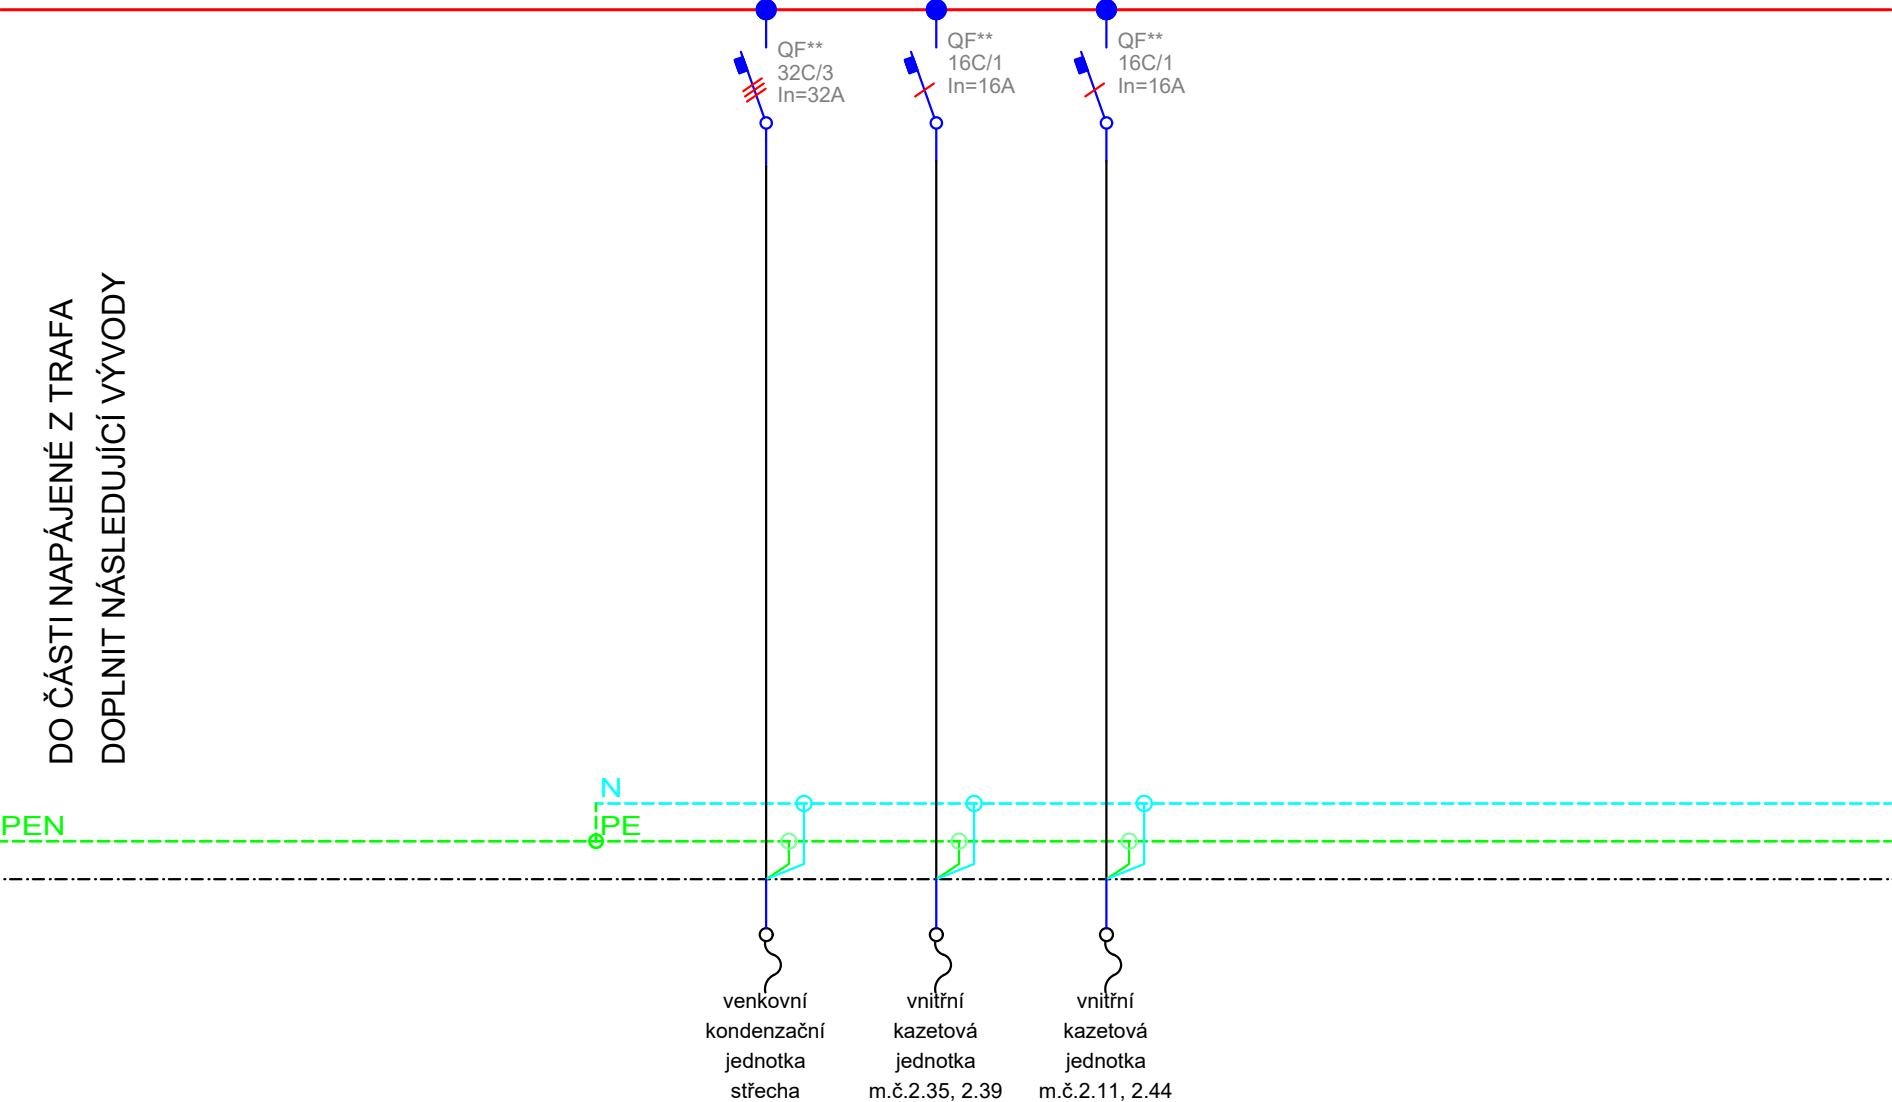 QF**
32C/3
In=32A
QF**
16C/1
In=16A
QF**
16C/1
In=16A
DO ČÁSTI NAPÁJENÉ Z TRAFA
DOPLNIT NÁSLEDUJÍCÍ VÝVODY
N
PEN
PE
venkovní
kondenzační
jednotka
střecha
vnitřní
kazetová
jednotka
m.č.2.35, 2.39
vnitřní
kazetová
jednotka
m.č.2.11, 2.44